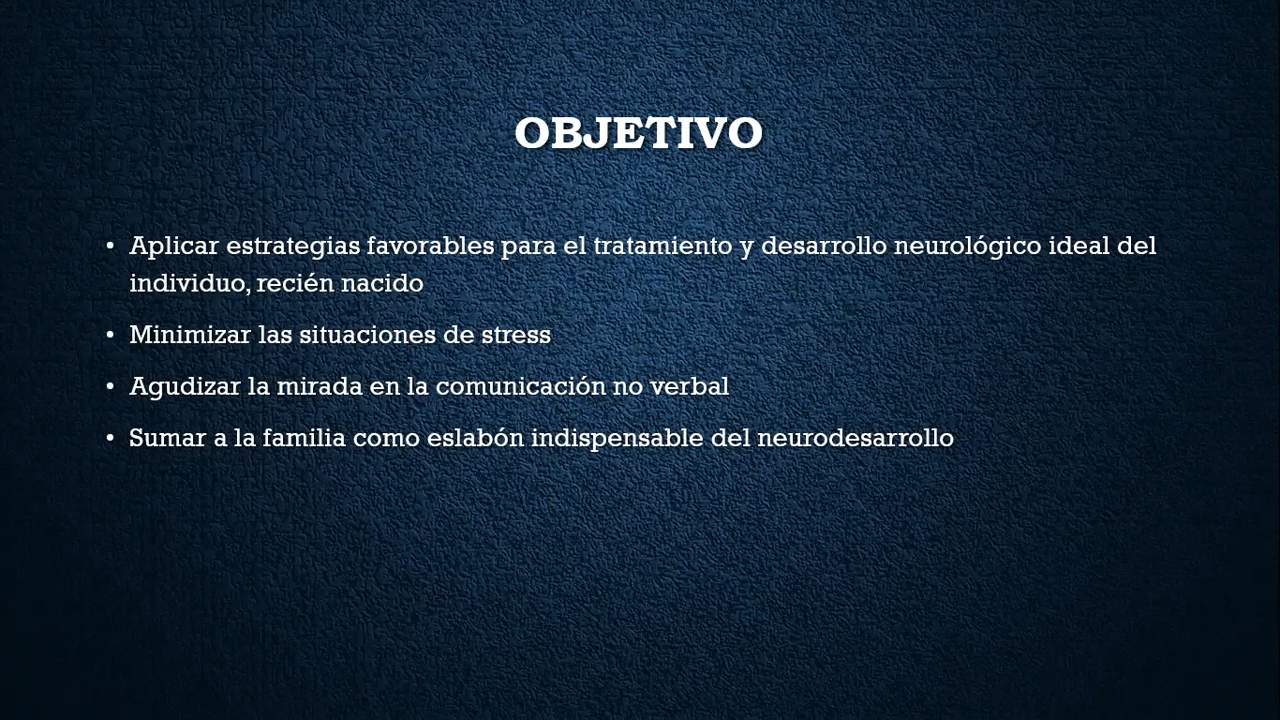 OBJETIVO
• Aplicar estrategias favorables para el tratamiento y desarrollo neurológico ideal del
individuo, recién nacido
• Minimizar las situaciones de stress
• Agudizar la mirada en la comunicación no verbal
• Sumar a la familia como eslabón indispensable del neurodesarrollo